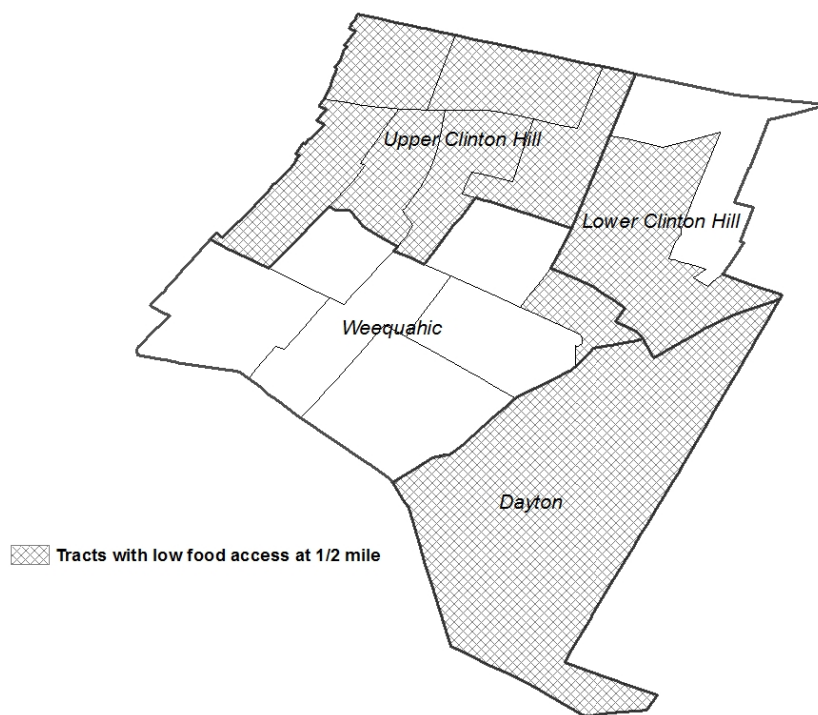 Upper Clinton Hill
Lower Clinton Hill
Weequahic
Dayton
Tracts with low food access at 1/2 mile